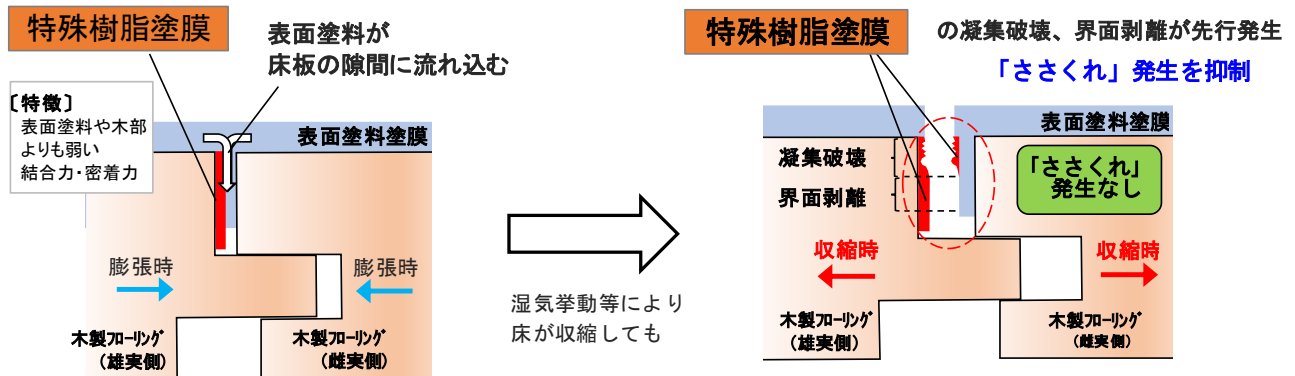 特殊樹脂塗膜
表面塗料が
床板の隙間に流れ込む
〔特徴〕
表面塗料や木部
よりも弱い
結合力・密着力
表面塗料塗膜
膨張時
膨張時
木製フローリング
(雄実側)
木製フローリング
(雌実側)
湿気挙動等により
床が収縮しても
特殊樹脂塗膜
の凝集破壊、界面剥離が先行発生
「ささくれ」発生を抑制
表面塗料塗膜
凝集破壊
界面剥離
「ささくれ」
発生なし
収縮時
収縮時
木製フローリング
(雄実側)
木製フローリング
(雌実側)